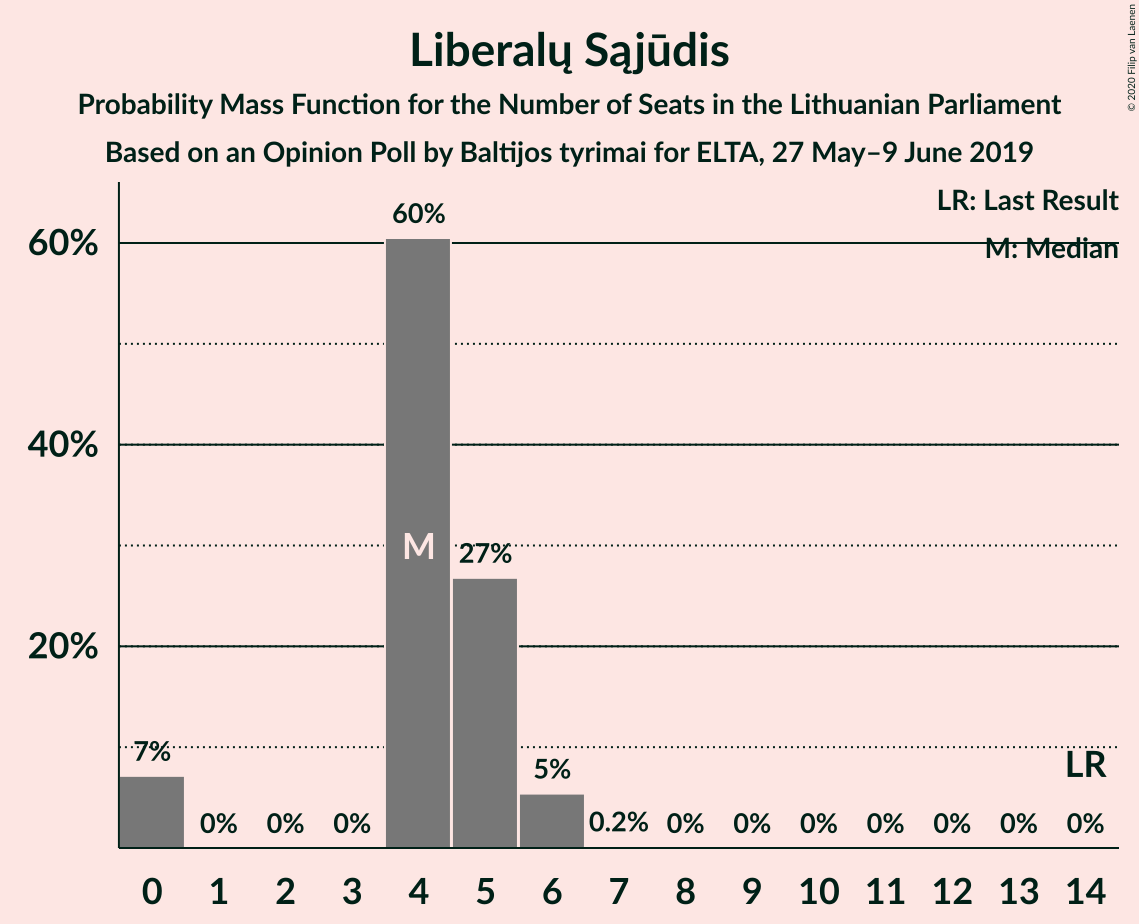 Liberalų Sąjūdis
Probability Mass Function for the Number of Seats in the Lithuanian Parliament
Based on an Opinion Poll by Baltijos tyrimai for ELTA, 27 May–9 June 2019
© 2020 Filip van Laenen
LR: Last Result
M: Median
60%
40%
20%
7%
0%
0%
0%
60%
M
27%
5%
0.2%
0%
0%
0%
0%
0%
0%
LR
0%
0 1 2 3 4 5 6 7 8 9 10 11 12 13 14